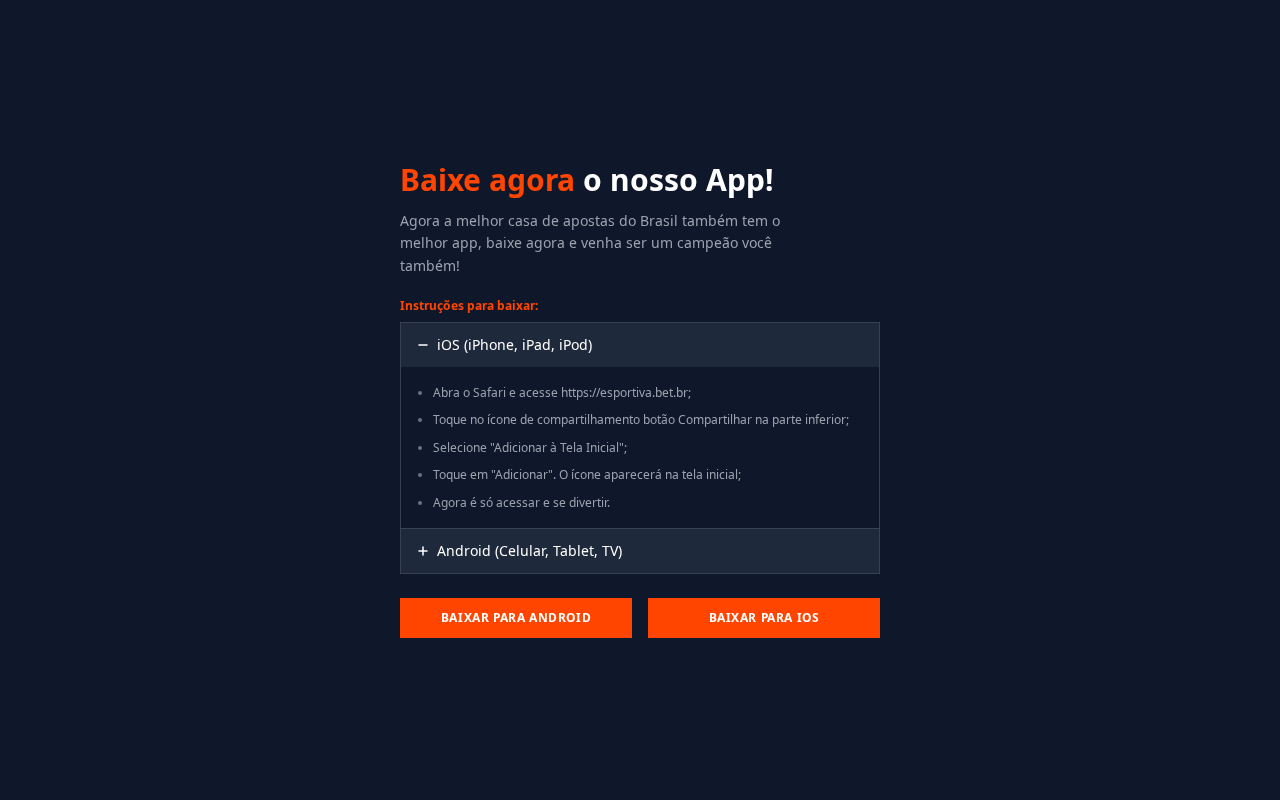 Baixe agora o nosso App!
Agora a melhor casa de apostas do Brasil também tem o
melhor app, baixe agora e venha ser um campeão você
também!
Instruções para baixar:
iOS (iPhone, iPad, iPod)
Abra o Safari e acesse https://esportiva.bet.br;
Toque no ícone de compartilhamento botão Compartilhar na parte inferior;
Selecione "Adicionar à Tela Inicial";
Toque em "Adicionar". O ícone aparecerá na tela inicial;
Agora é só acessar e se divertir.
Android (Celular, Tablet, TV)
BAIXAR PARA ANDROID
BAIXAR PARA IOS